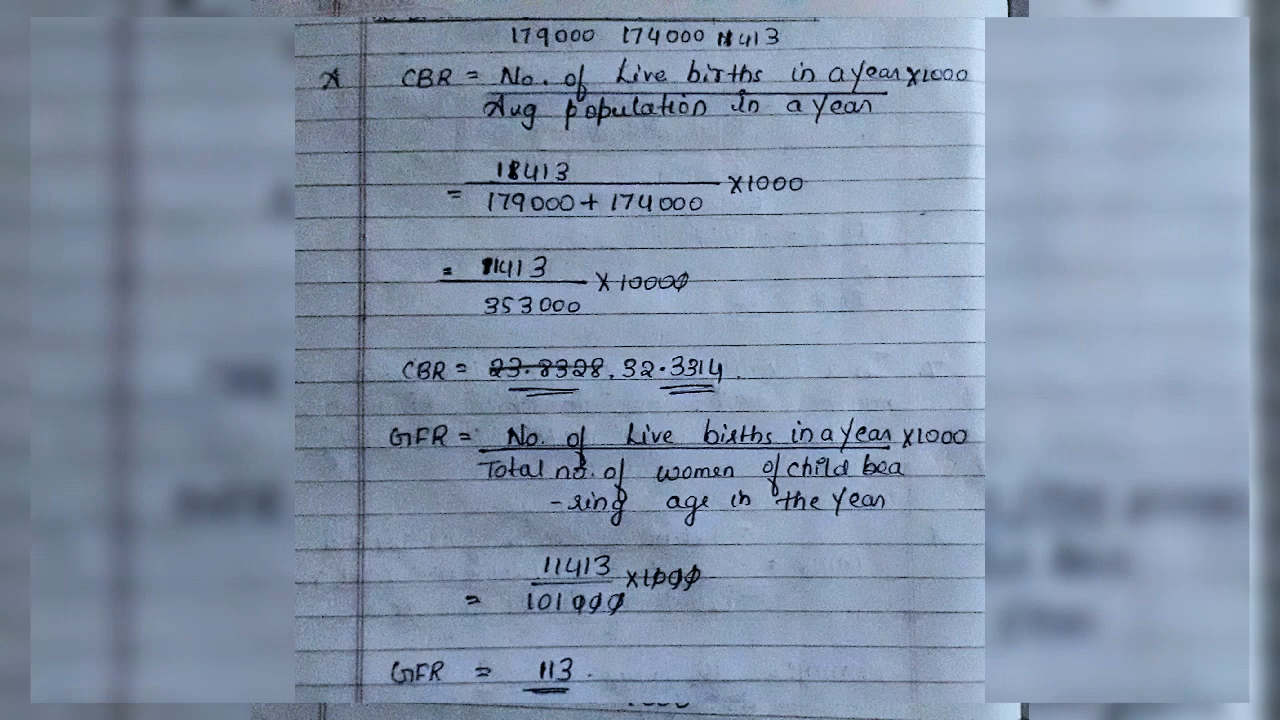 179000 174000 11413
* CBR = No. of Live births in a year X1000
Avg population in a year
11413
= X1000
179000 + 174000
= 11413 X 10000
353000
CBR = 23.8328. 32.3314.
GFR = No. of Live births in a year X1000
Total no. of women of child bea
-ring age in the year
11413 X1000
= 101000
GFR = 113.